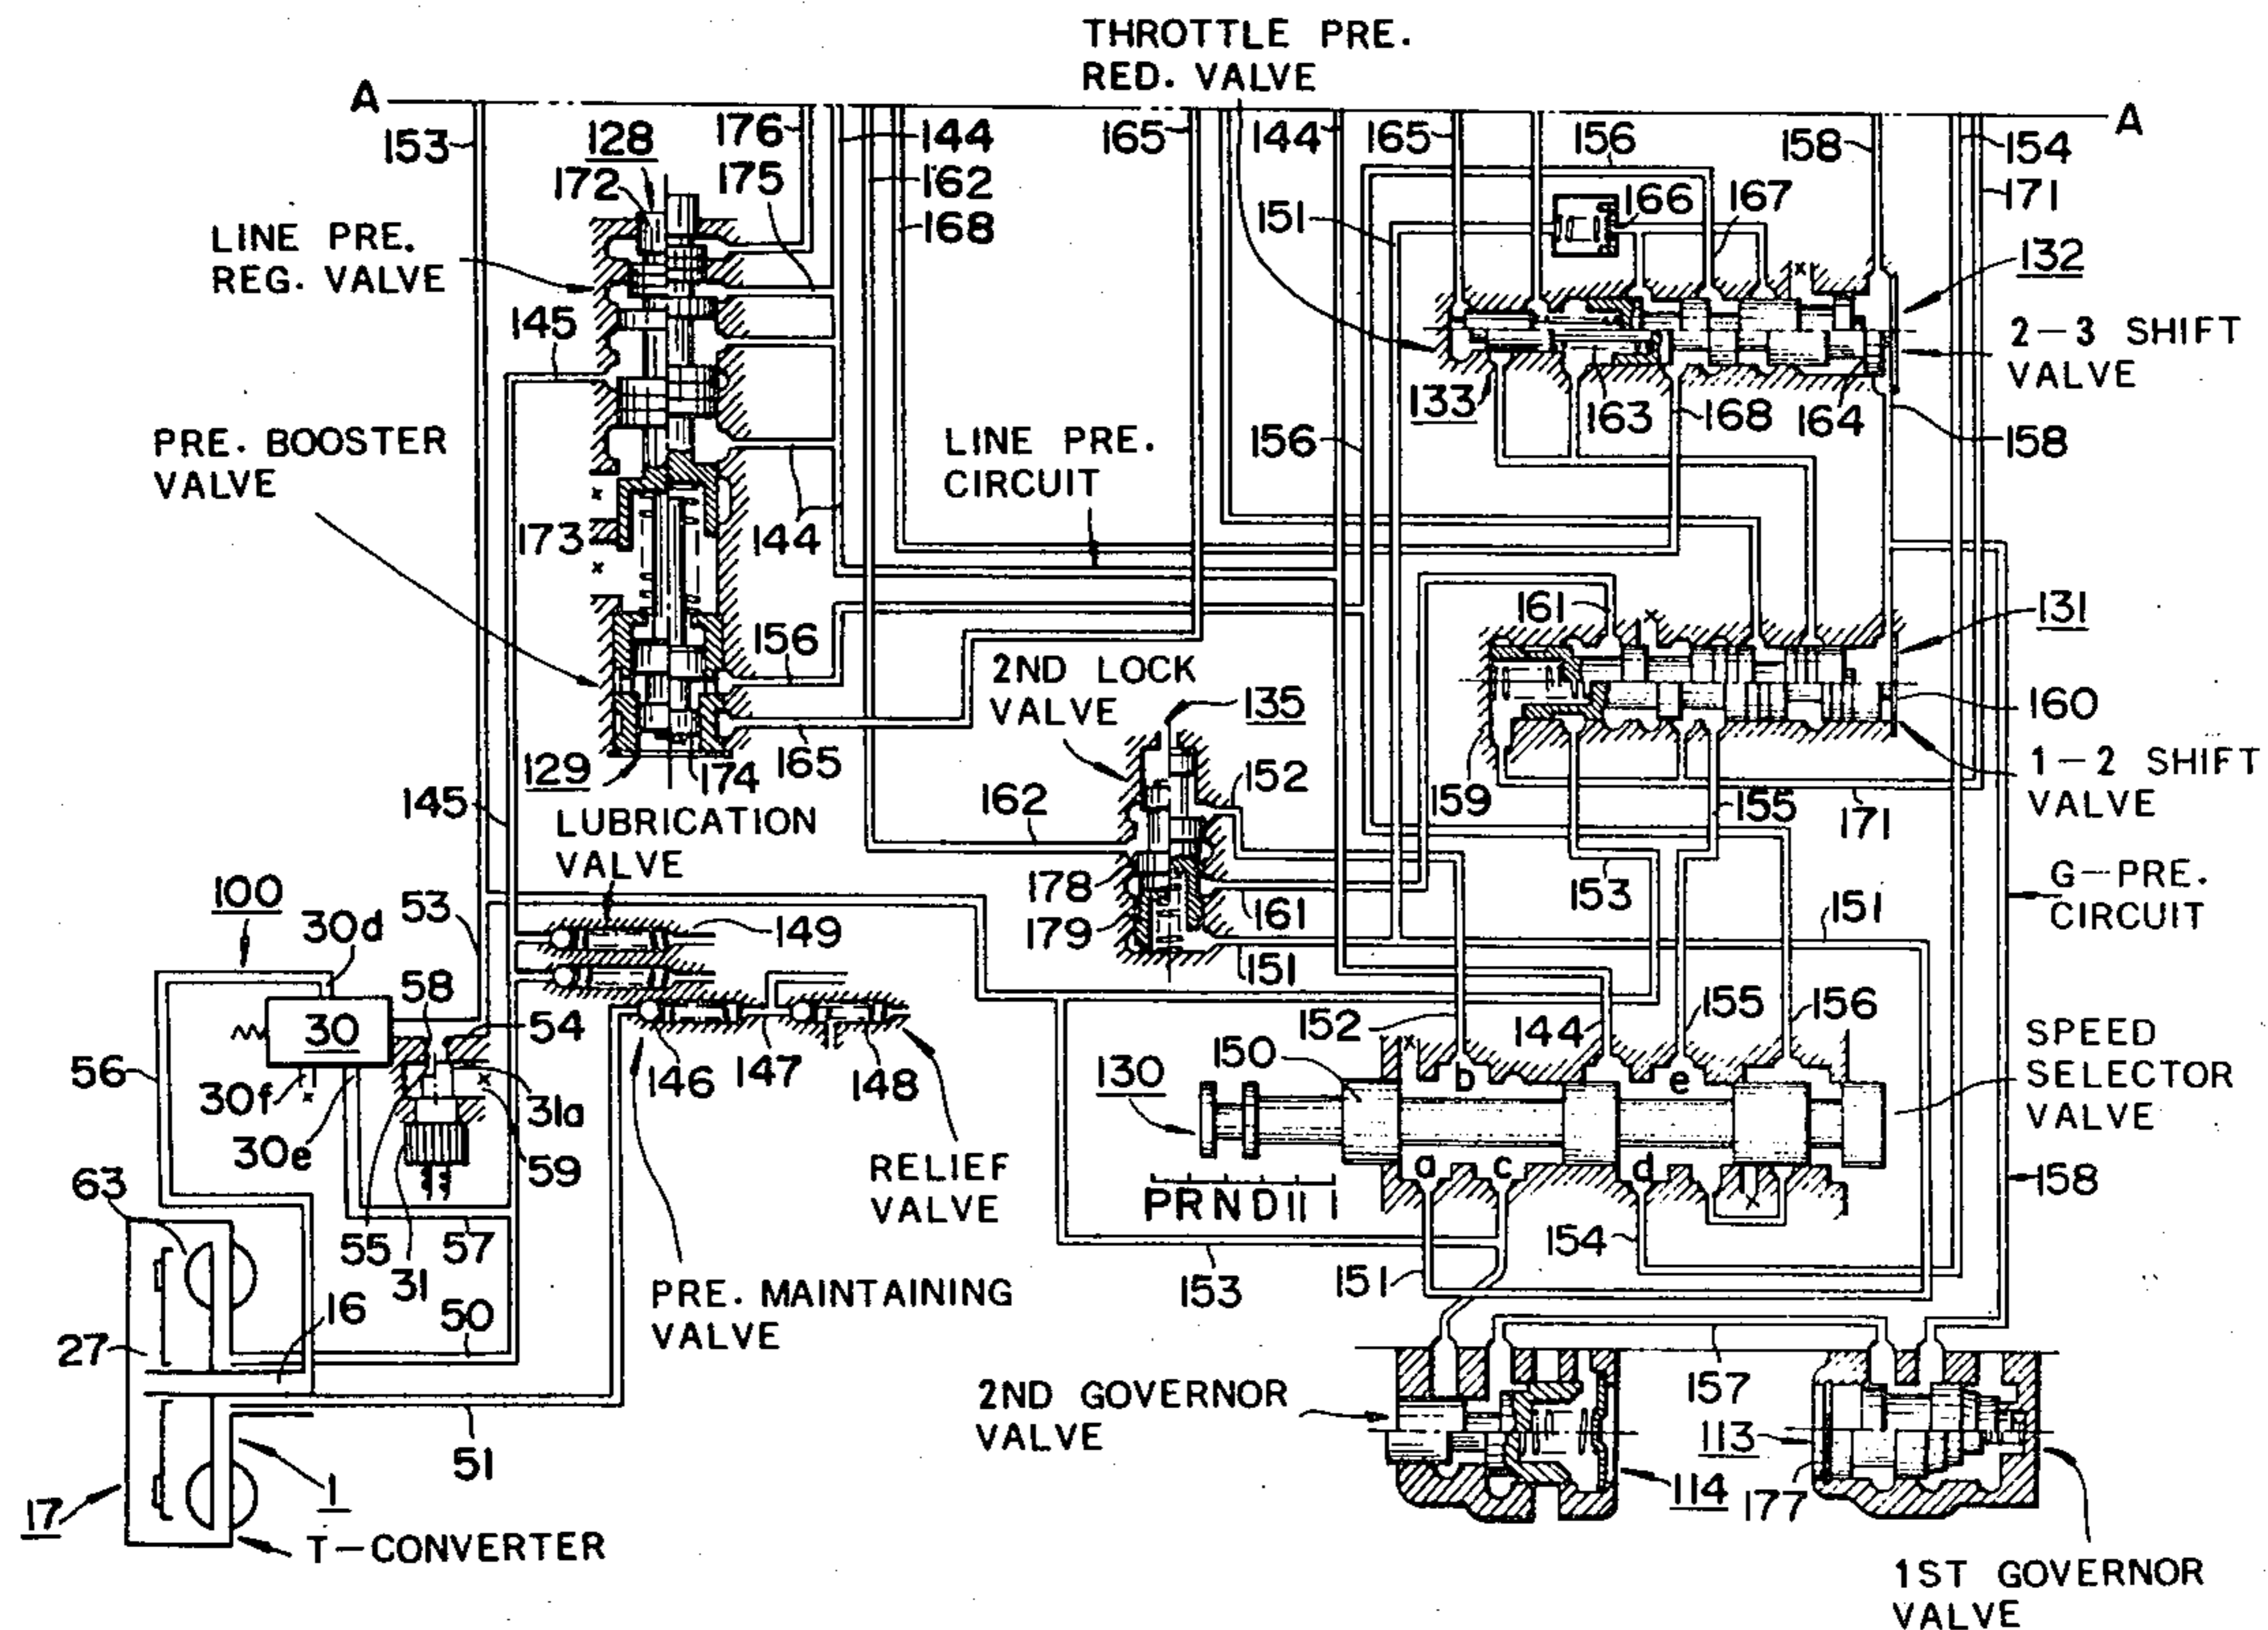 THROTTLE PRE.
RED. VALVE
A
A
153
128
172
176
175
144
162
168
165
144
165
156
158
154
171
151
166
167
132
LINE PRE.
REG. VALVE
145
2-3 SHIFT
VALVE
133
163
168
164
158
PRE. BOOSTER
VALVE
LINE PRE.
CIRCUIT
156
173
144
161
131
156
2ND LOCK
VALVE
135
160
129
174
165
159
1-2 SHIFT
VALVE
145
LUBRICATION
VALVE
162
152
155
171
178
153
G-PRE.
CIRCUIT
100
30d
53
149
179
161
151
151
58
54
30
152
144
155
156
SPEED
SELECTOR
VALVE
56
146
147
148
150
b
e
130
30f
31a
30e
59
RELIEF
VALVE
a
c
d
158
63
P R N D II I
55
57
31
154
153
151
PRE. MAINTAINING
VALVE
16
50
27
157
2ND GOVERNOR
VALVE
113
51
177
114
17
1
T-CONVERTER
1ST GOVERNOR
VALVE